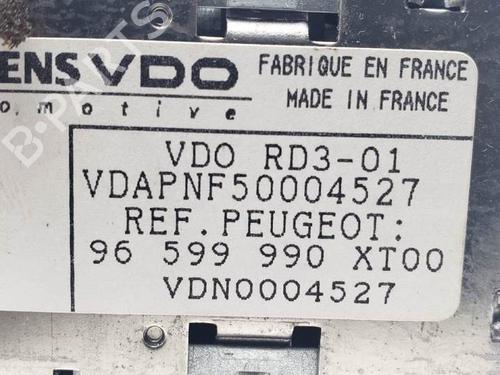 ENSVDO
omotive
FABRIQUE EN FRANCE
MADE IN FRANCE
VDO RD3-01
VDAPNF50004527
REF.PEUGEOT:
96 599 990 XT00
VDN0004527
B-PARTS